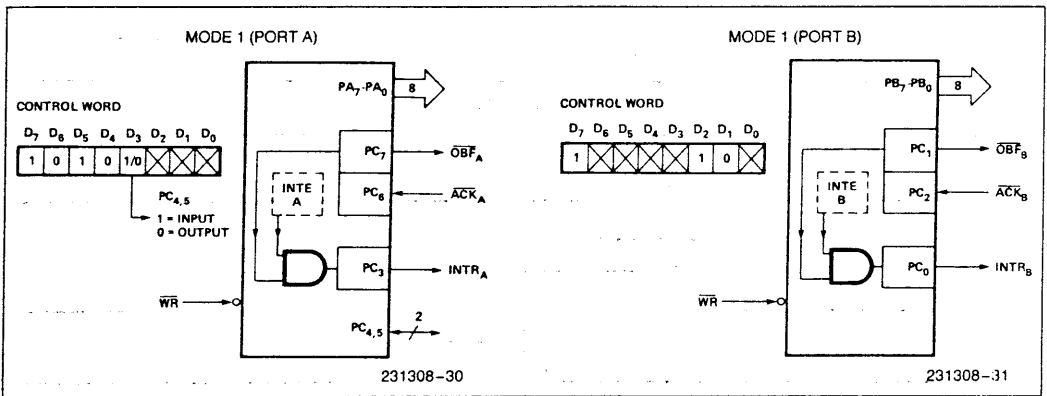 MODE 1 (PORT A)
PA7-PA0
8
CONTROL WORD
D7 D6 D5 D4 D3 D2 D1 D0
1 0 1 0 1/0
PC4,5
1 = INPUT
0 = OUTPUT
PC7
OBFA
INTE
A
PC6
ACKA
PC3
INTRA
WR
PC4,5
2
231308-30
MODE 1 (PORT B)
PB7-PB0
8
CONTROL WORD
D7 D6 D5 D4 D3 D2 D1 D0
1 1 0
PC1
OBFB
INTE
B
PC2
ACKB
PC0
INTRB
WR
231308-31